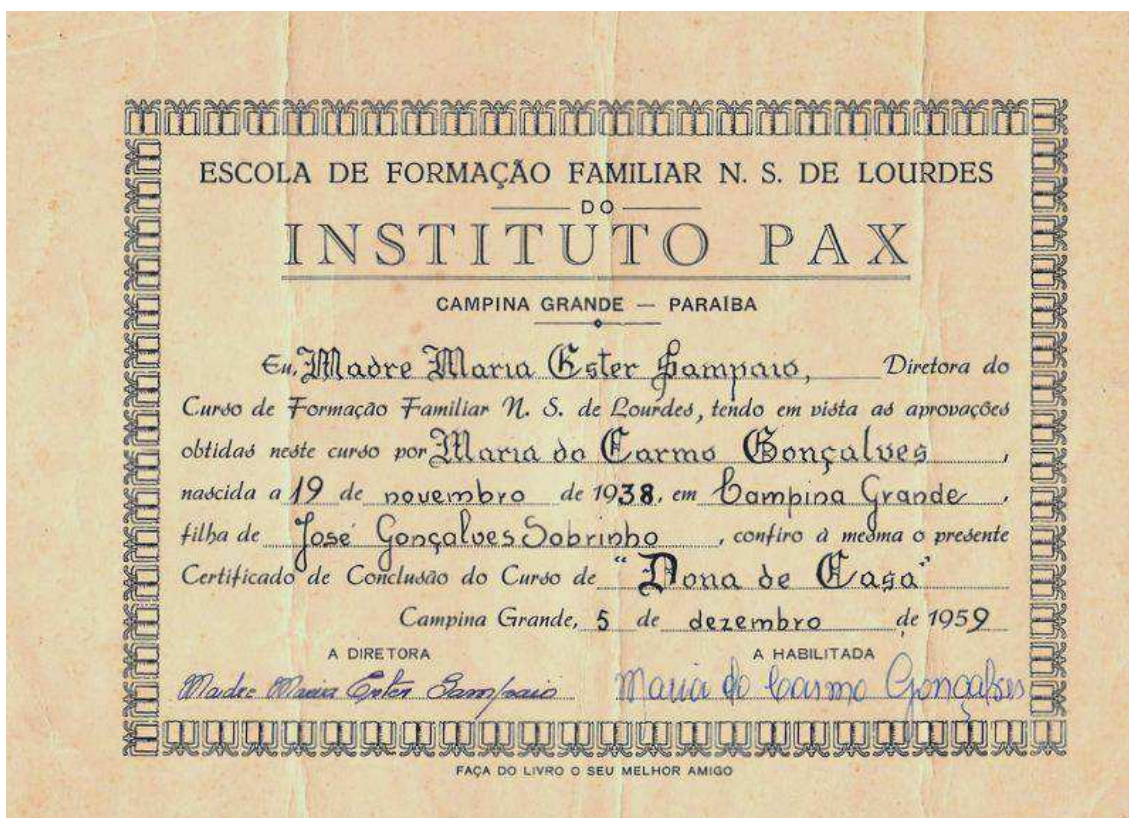 ESCOLA DE FORMAÇÃO FAMILIAR N. S. DE LOURDES
DO
INSTITUTO PAX
CAMPINA GRANDE — PARAÍBA
Eu, Madre Maria Ester Sampaio, Diretora do
Curso de Formação Familiar N. S. de Lourdes, tendo em vista as aprovações
obtidas neste curso por Maria do Carmo Gonçalves,
nascida a 19 de novembro de 1938, em Campina Grande,
filha de José Gonçalves Sobrinho, confiro à mesma o presente
Certificado de Conclusão do Curso de "Dona de Casa"
Campina Grande, 5 de dezembro de 1959
A DIRETORA A HABILITADA
Madre Maria Ester Sampaio Maria do Carmo Gonçalves
FAÇA DO LIVRO O SEU MELHOR AMIGO